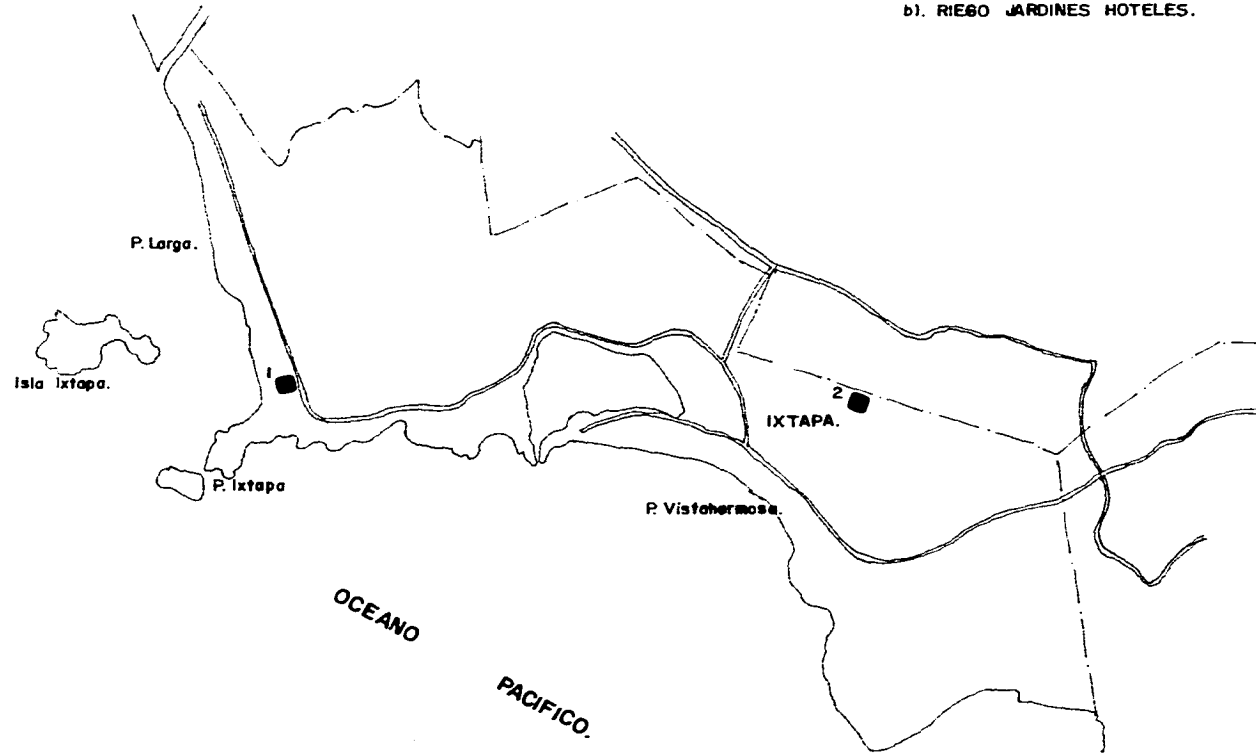 b). RIEGO JARDINES HOTELES.
P. Larga.
1
Isla Ixtapa.
2
IXTAPA.
P. Ixtapa
P. Vistahermosa.
OCEANO
PACIFICO.